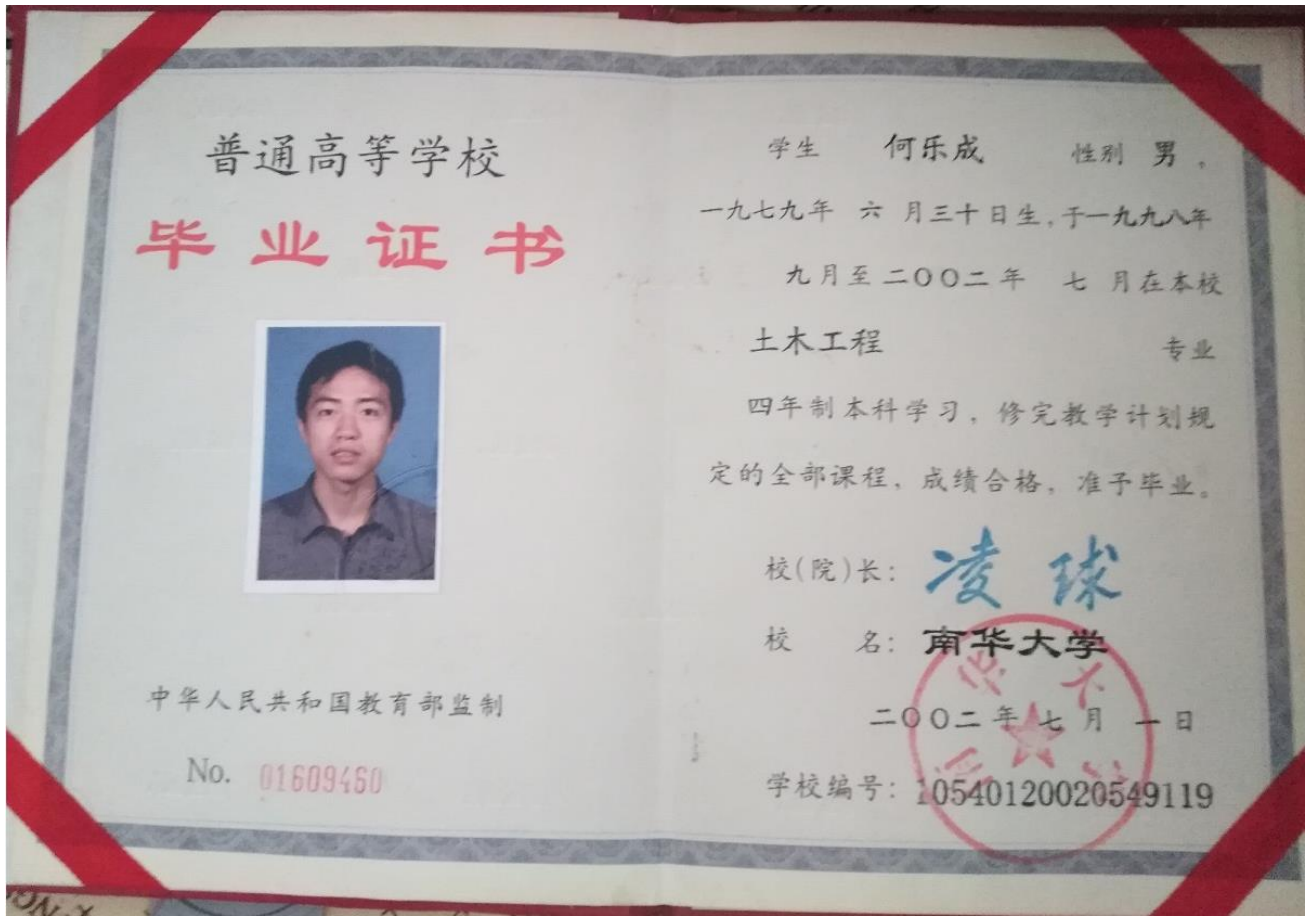 普通高等学校
毕业证书
中华人民共和国教育部监制
No. 01609460
学生 何乐成 性别 男，
一九七九年 六 月三十日生，于一九九八年
九月至二〇〇二年 七 月在本校
土木工程 专业
四年制本科学习，修完教学计划规
定的全部课程，成绩合格，准予毕业。
校(院)长：凌球
校 名：南华大学
二〇〇二年七月一日
学校编号：10540120020549119